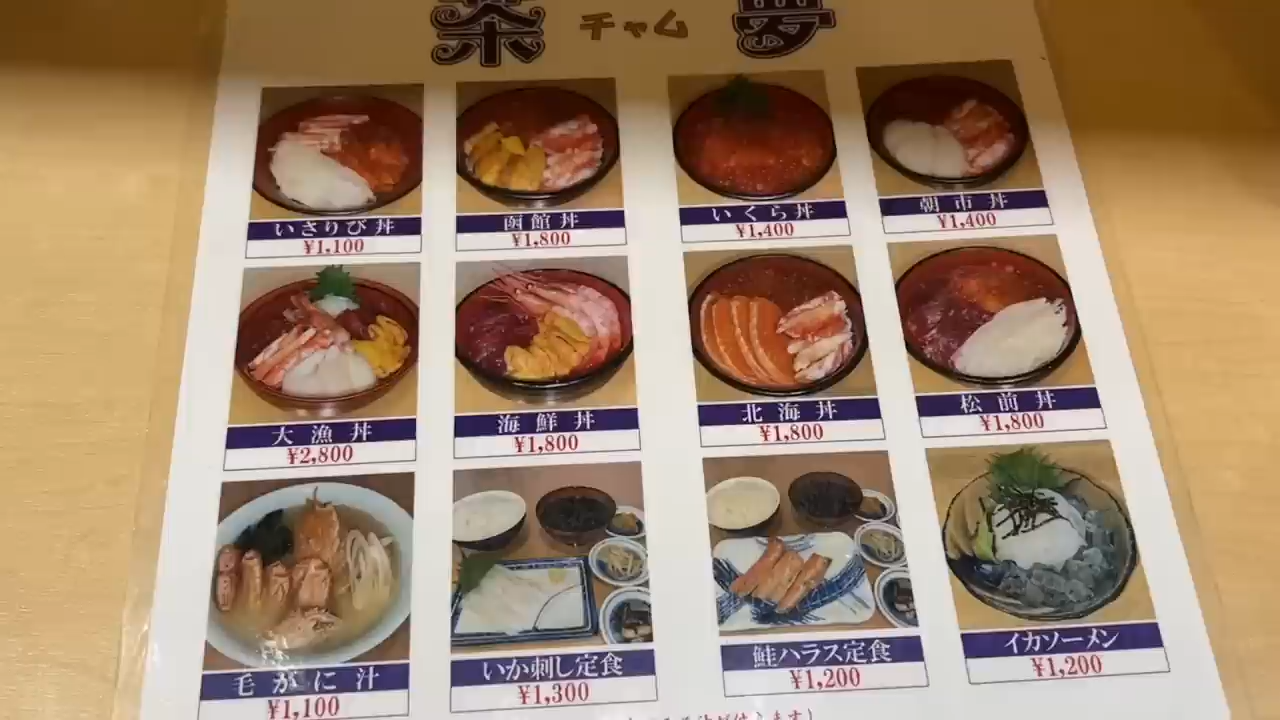 茶 チャム 夢
いさりび丼
¥1,100
函館丼
¥1,800
いくら丼
¥1,400
朝市丼
¥1,400
大漁丼
¥2,800
海鮮丼
¥1,800
北海丼
¥1,800
松前丼
¥1,800
毛がに汁
¥1,100
いか刺し定食
¥1,300
鮭ハラス定食
¥1,200
イカソーメン
¥1,200